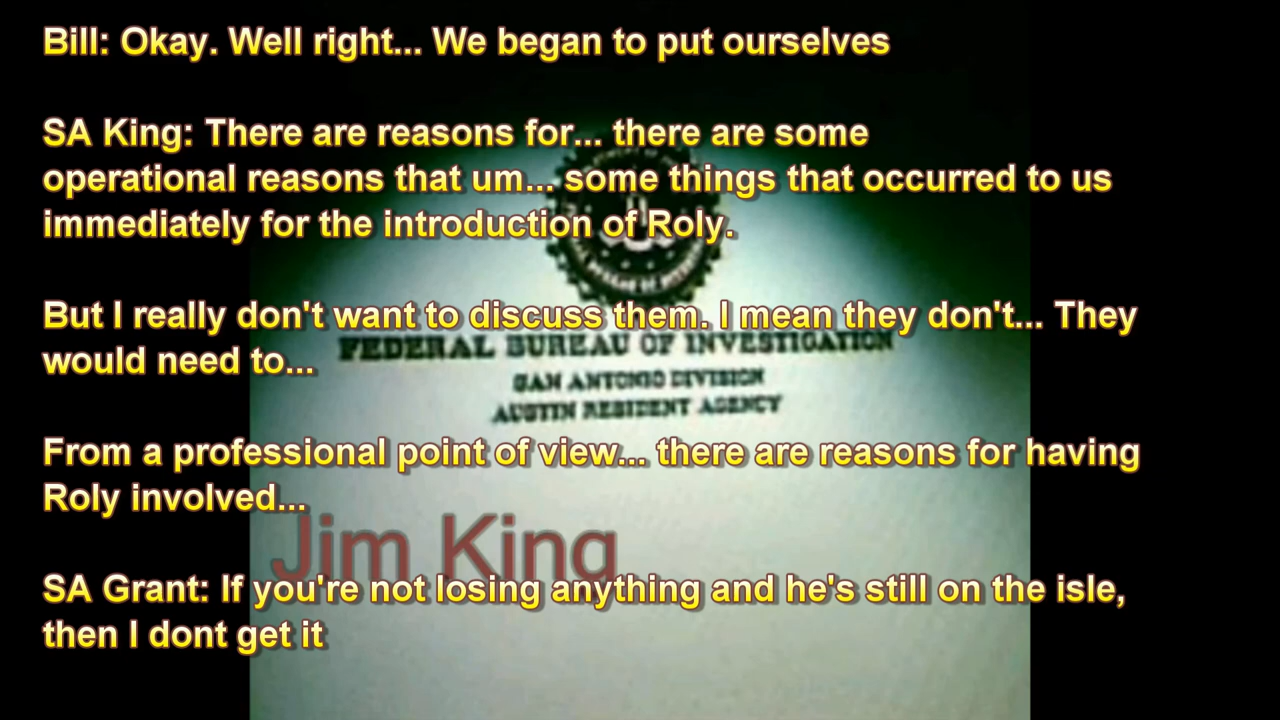 Bill: Okay. Well right... We began to put ourselves
SA King: There are reasons for... there are some
operational reasons that um... some things that occurred to us
immediately for the introduction of Roly.
But I really don't want to discuss them. I mean they don't... They
would need to...
FEDERAL BUREAU OF INVESTIGATION
SAN ANTONIO DIVISION
AUSTIN RESIDENT AGENCY
From a professional point of view... there are reasons for having
Roly involved...
Jim King
SA Grant: If you're not losing anything and he's still on the isle,
then I dont get it